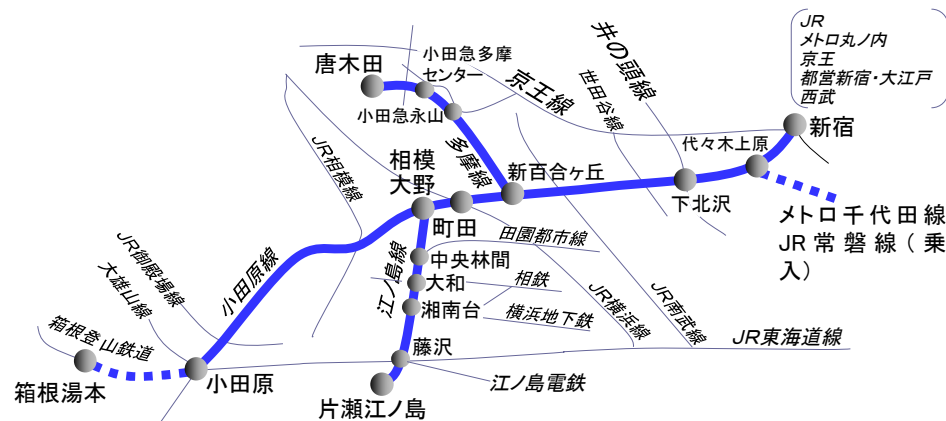 JR
メトロ丸ノ内
京王
都営新宿・大江戸
西武
新宿
代々木上原
メトロ千代田線
JR常磐線（乗
入）
井の頭線
世田谷線
下北沢
京王線
小田急多摩
センター
唐木田
小田急永山
多摩線
新百合ヶ丘
相模
大野
町田
JR相模線
田園都市線
中央林間
大和
相鉄
湘南台
横浜地下鉄
江ノ島線
JR横浜線
JR南武線
JR東海道線
藤沢
江ノ島電鉄
片瀬江ノ島
小田原線
JR御殿場線
大雄山線
箱根登山鉄道
箱根湯本
小田原